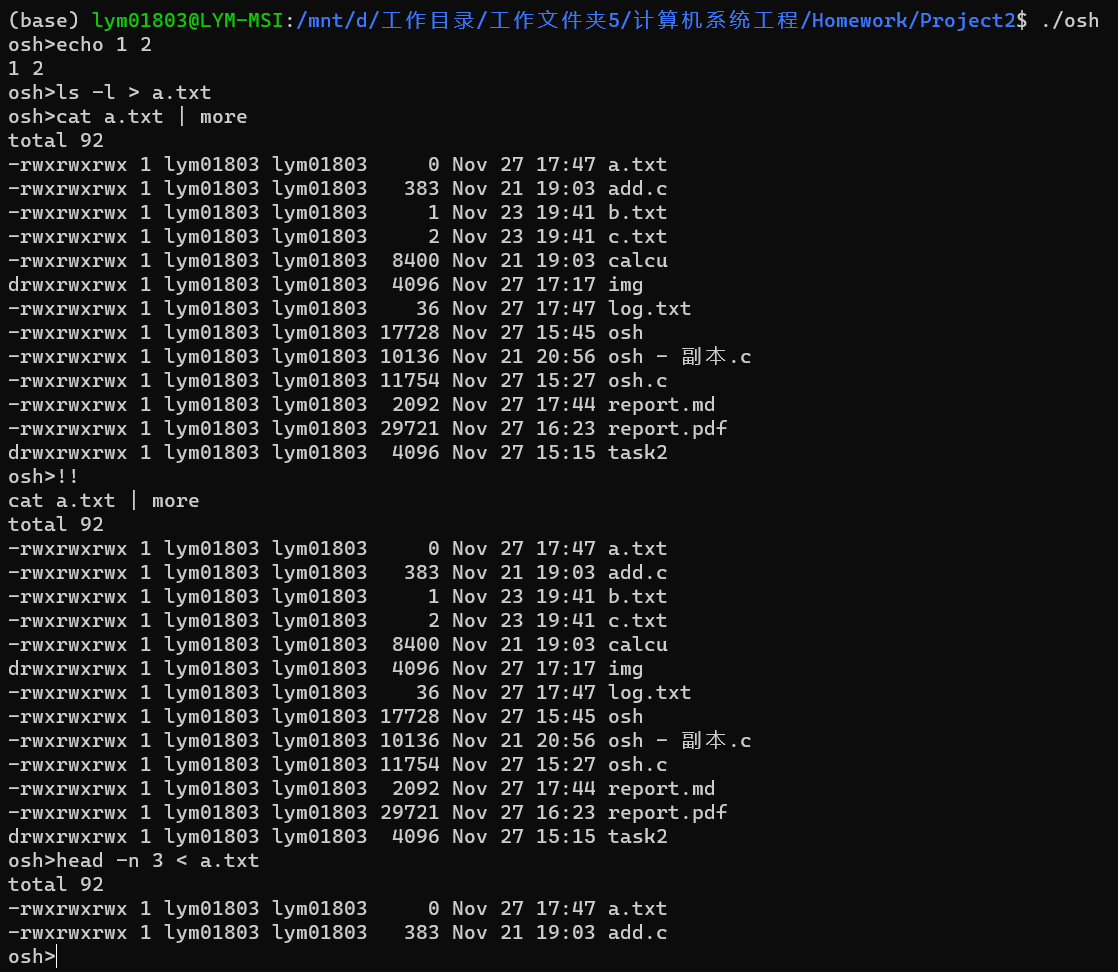 (base) lym01803@LYM-MSI:/mnt/d/工作目录/工作文件夹5/计算机系统工程/Homework/Project2$ ./osh
osh>echo 1 2
1 2
osh>ls -l > a.txt
osh>cat a.txt | more
total 92
-rwxrwxrwx 1 lym01803 lym01803     0 Nov 27 17:47 a.txt
-rwxrwxrwx 1 lym01803 lym01803   383 Nov 21 19:03 add.c
-rwxrwxrwx 1 lym01803 lym01803     1 Nov 23 19:41 b.txt
-rwxrwxrwx 1 lym01803 lym01803     2 Nov 23 19:41 c.txt
-rwxrwxrwx 1 lym01803 lym01803  8400 Nov 21 19:03 calcu
drwxrwxrwx 1 lym01803 lym01803  4096 Nov 27 17:17 img
-rwxrwxrwx 1 lym01803 lym01803    36 Nov 27 17:47 log.txt
-rwxrwxrwx 1 lym01803 lym01803 17728 Nov 27 15:45 osh
-rwxrwxrwx 1 lym01803 lym01803 10136 Nov 21 20:56 osh - 副本.c
-rwxrwxrwx 1 lym01803 lym01803 11754 Nov 27 15:27 osh.c
-rwxrwxrwx 1 lym01803 lym01803  2092 Nov 27 17:44 report.md
-rwxrwxrwx 1 lym01803 lym01803 29721 Nov 27 16:23 report.pdf
drwxrwxrwx 1 lym01803 lym01803  4096 Nov 27 15:15 task2
osh>!!
cat a.txt | more
total 92
-rwxrwxrwx 1 lym01803 lym01803     0 Nov 27 17:47 a.txt
-rwxrwxrwx 1 lym01803 lym01803   383 Nov 21 19:03 add.c
-rwxrwxrwx 1 lym01803 lym01803     1 Nov 23 19:41 b.txt
-rwxrwxrwx 1 lym01803 lym01803     2 Nov 23 19:41 c.txt
-rwxrwxrwx 1 lym01803 lym01803  8400 Nov 21 19:03 calcu
drwxrwxrwx 1 lym01803 lym01803  4096 Nov 27 17:17 img
-rwxrwxrwx 1 lym01803 lym01803    36 Nov 27 17:47 log.txt
-rwxrwxrwx 1 lym01803 lym01803 17728 Nov 27 15:45 osh
-rwxrwxrwx 1 lym01803 lym01803 10136 Nov 21 20:56 osh - 副本.c
-rwxrwxrwx 1 lym01803 lym01803 11754 Nov 27 15:27 osh.c
-rwxrwxrwx 1 lym01803 lym01803  2092 Nov 27 17:44 report.md
-rwxrwxrwx 1 lym01803 lym01803 29721 Nov 27 16:23 report.pdf
drwxrwxrwx 1 lym01803 lym01803  4096 Nov 27 15:15 task2
osh>head -n 3 < a.txt
total 92
-rwxrwxrwx 1 lym01803 lym01803     0 Nov 27 17:47 a.txt
-rwxrwxrwx 1 lym01803 lym01803   383 Nov 21 19:03 add.c
osh>